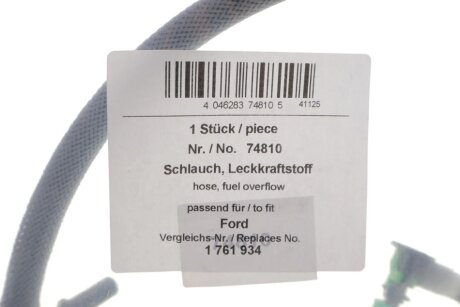 4 046283 74810 5 41125
1 Stück / piece
Nr. / No. 74810
Schlauch, Leckkraftstoff
hose, fuel overflow
passend für / to fit
Ford
Vergleichs-Nr. / Replaces No.
1 761 934